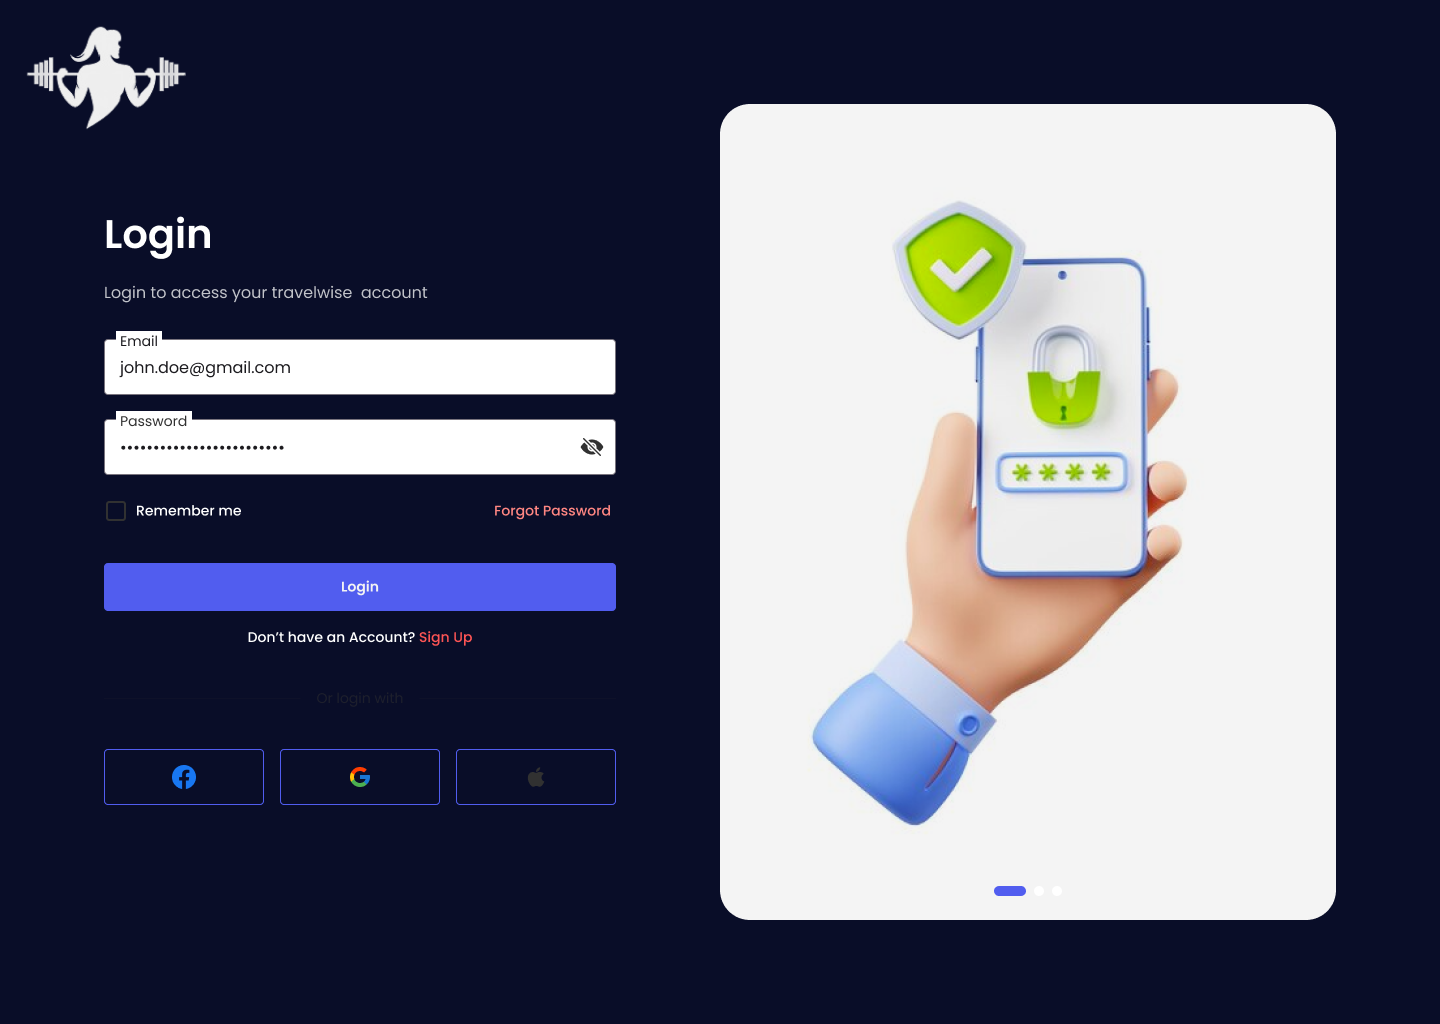 Login
Login to access your travelwise  account
Email
john.doe@gmail.com
Password
•••••••••••••••••••••••••
Remember me
Forgot Password
Login
Don’t have an Account? Sign Up
Or login with
* * * *